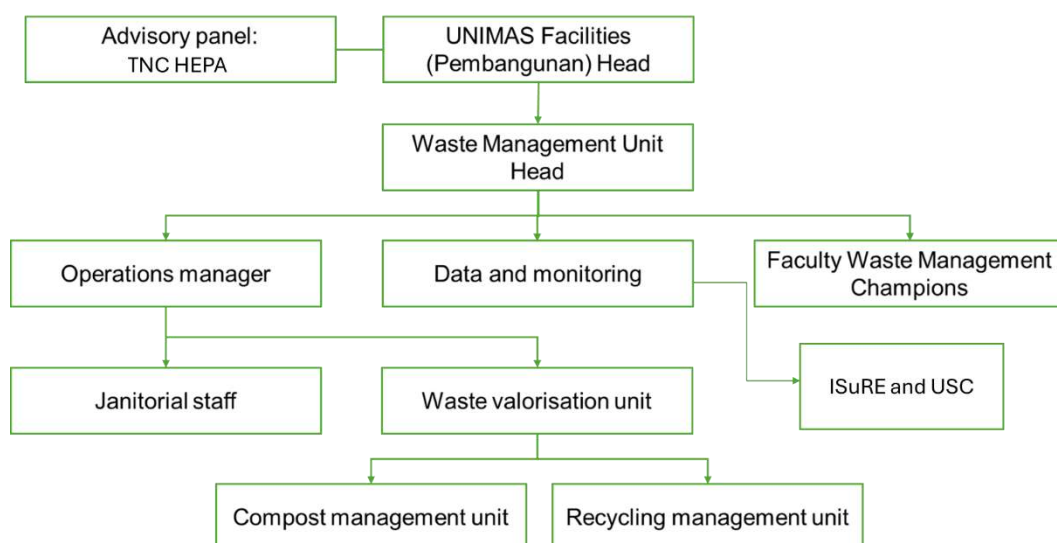 Advisory panel:
TNC HEPA
UNIMAS Facilities
(Pembangunan) Head
Waste Management Unit
Head
Operations manager
Data and monitoring
Faculty Waste Management
Champions
Janitorial staff
Waste valorisation unit
ISuRE and USC
Compost management unit
Recycling management unit